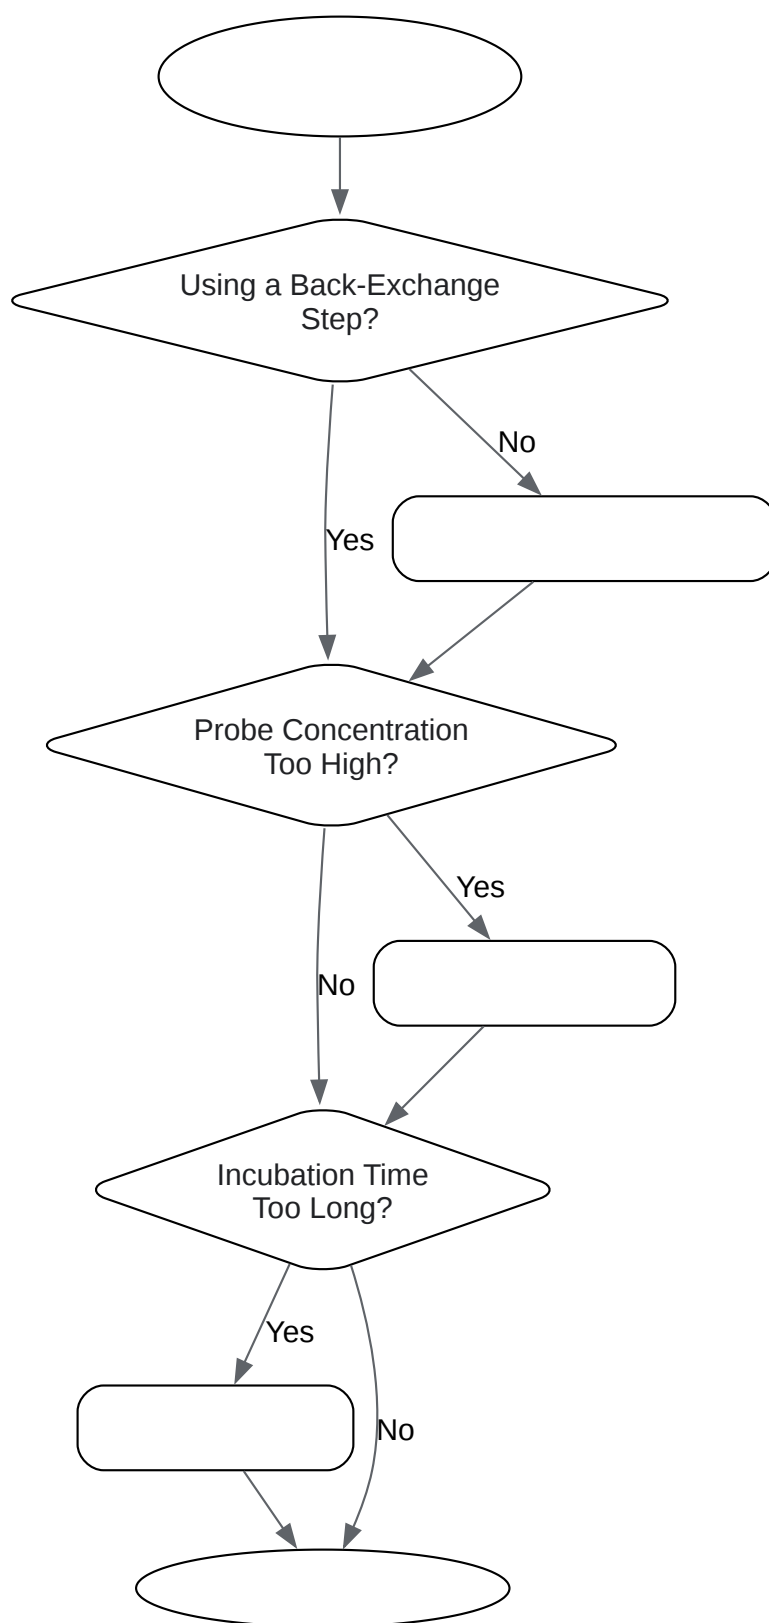 Using a Back-Exchange
Step?
No
Yes
Probe Concentration
Too High?
Yes
No
Incubation Time
Too Long?
Yes
No